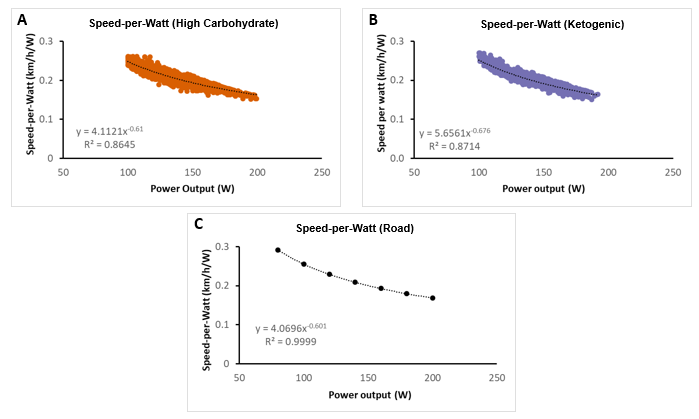 A
Speed-per-Watt (High Carbohydrate)
Speed-per-Watt (km/h/W)
0.3
0.2
0.1
0
y = 4.1121x^-0.61
R² = 0.8645
50
100
150
200
250
Power Output (W)
B
Speed-per-Watt (Ketogenic)
Speed per watt (km/h/W)
0.3
0.2
0.1
0.0
y = 5.6561x^-0.676
R² = 0.8714
50
100
150
200
250
Power output (W)
C
Speed-per-Watt (Road)
Speed-per-Watt (km/h/W)
0.3
0.2
0.1
0
y = 4.0696x^-0.601
R² = 0.9999
50
100
150
200
250
Power output (W)